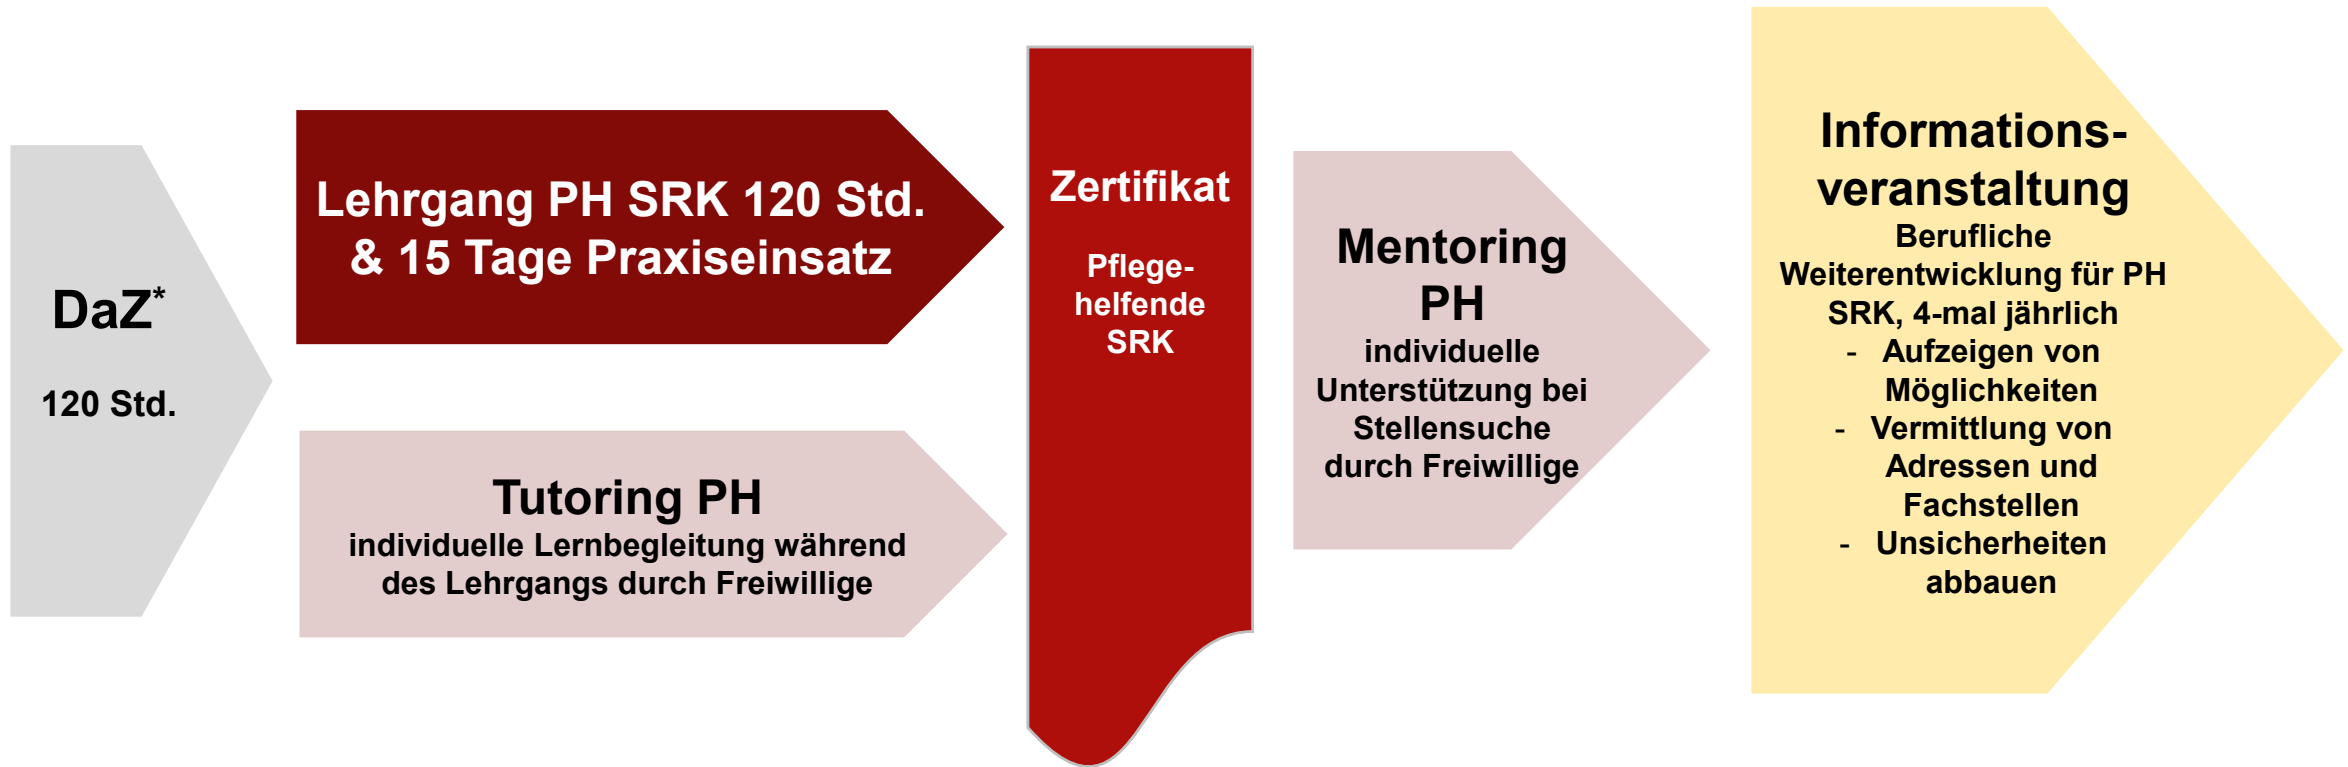 DaZ*
120 Std.
Lehrgang PH SRK 120 Std.
& 15 Tage Praxiseinsatz
Tutoring PH
individuelle Lernbegleitung während
des Lehrgangs durch Freiwillige
Zertifikat
Pflege-
helfende
SRK
Mentoring
PH
individuelle
Unterstützung bei
Stellensuche
durch Freiwillige
Informations-
veranstaltung
Berufliche
Weiterentwicklung für PH
SRK, 4-mal jährlich
- Aufzeigen von
Möglichkeiten
- Vermittlung von
Adressen und
Fachstellen
- Unsicherheiten
abbauen